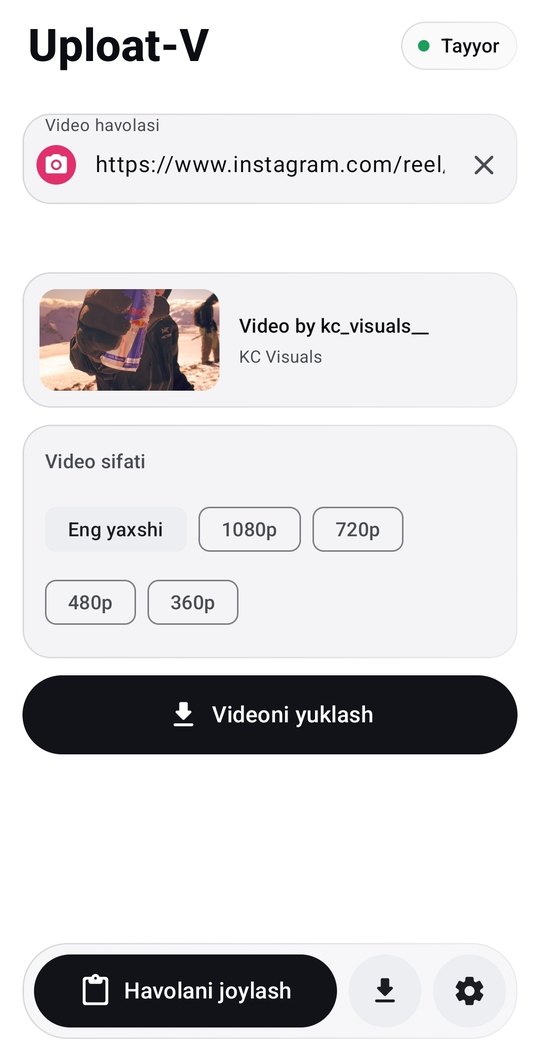 Uploat-V
Tayyor
Video havolasi
https://www.instagram.com/reel/
Video by kc_visuals__
KC Visuals
Video sifati
Eng yaxshi
1080p
720p
480p
360p
Videoni yuklash
Havolani joylash